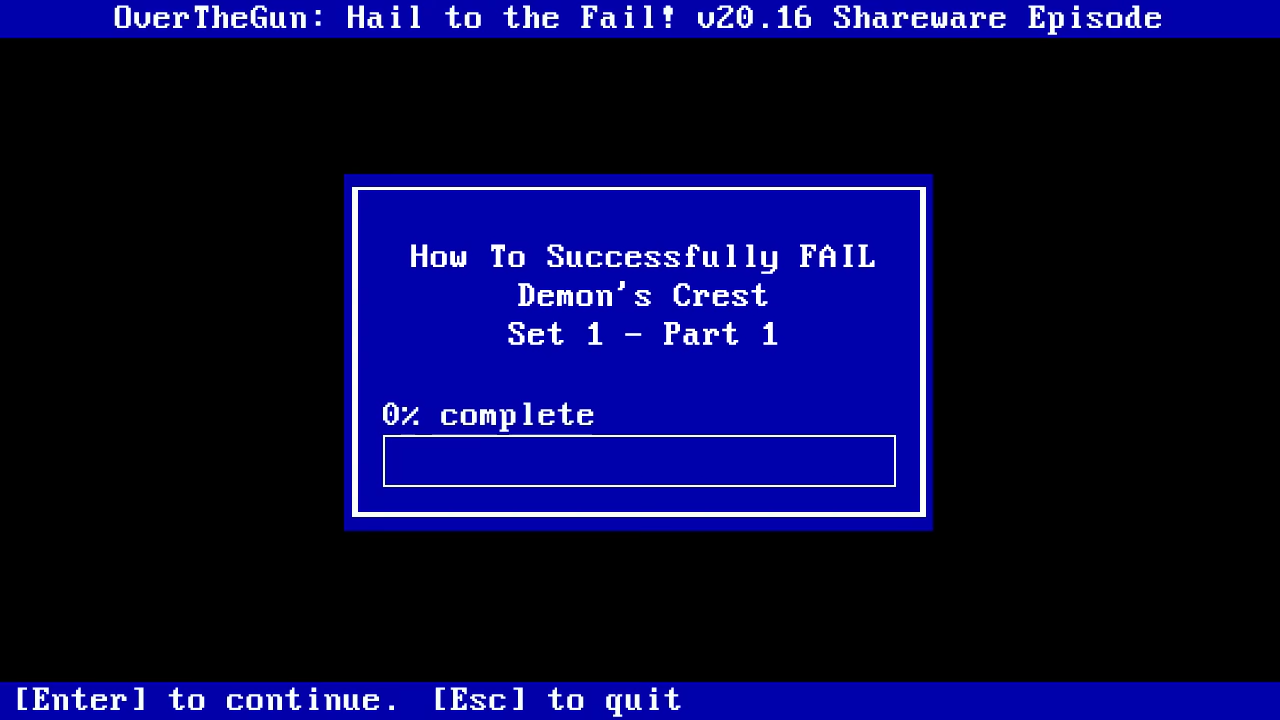 OverTheGun: Hail to the Fail! v20.16 Shareware Episode
How To Successfully FAIL
Demon's Crest
Set 1 - Part 1
0% complete
[Enter] to continue. [Esc] to quit